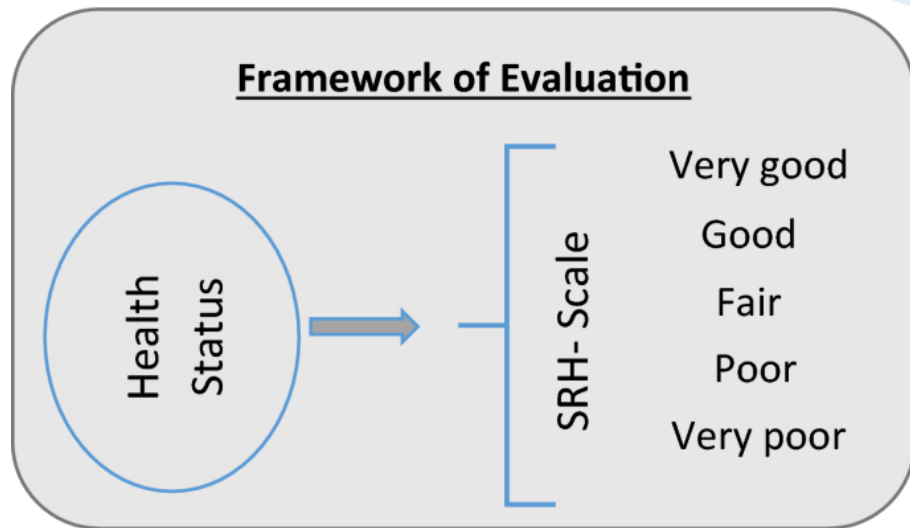 Framework of Evaluation
Health
Status
SRH- Scale
Very good
Good
Fair
Poor
Very poor